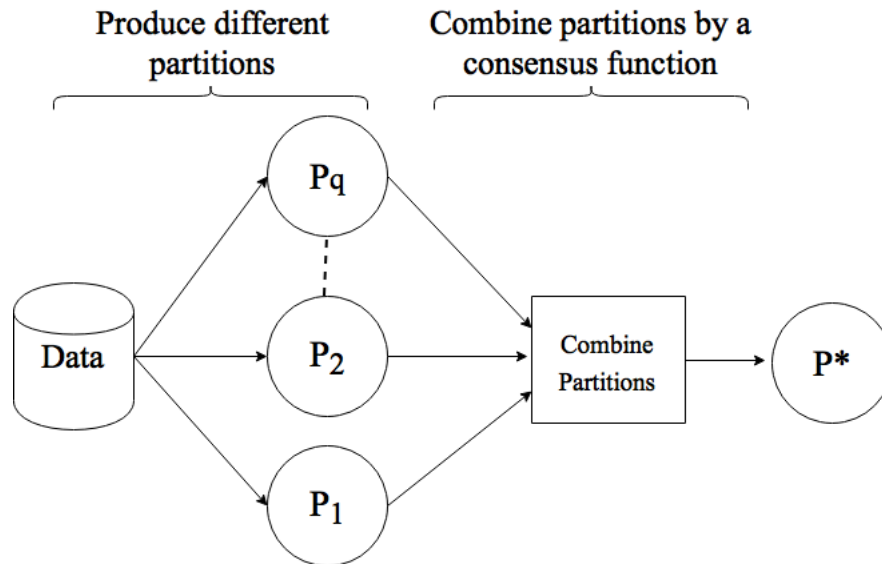 Produce different
partitions
Combine partitions by a
consensus function
Pq
Data
P2
Combine
Partitions
P*
P1